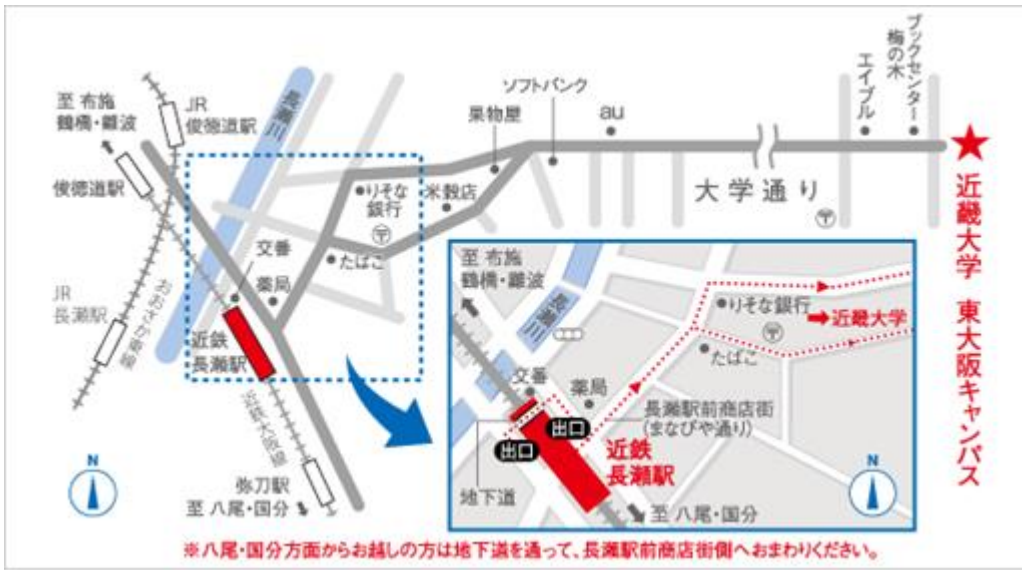 ブックセンター
梅の木
エイブル
ソフトバンク
果物屋
au
至 布施
鶴橋・難波
JR
俊徳道駅
長瀬川
俊徳道駅
りそな
銀行
米穀店
大学通り
〒
〒
たばこ
交番
薬局
JR
長瀬駅
おおさか東線
近鉄
長瀬駅
近鉄大阪線
弥刀駅
至 八尾・国分
N
近畿大学 東大阪キャンパス
至 布施
鶴橋・難波
長瀬川
りそな銀行
〒
近畿大学
たばこ
交番
薬局
長瀬駅前商店街
(まなびや通り)
出口
出口
近鉄
長瀬駅
地下道
至 八尾・国分
N
※八尾・国分方面からお越しの方は地下道を通って、長瀬駅前商店街側へおまわりください。